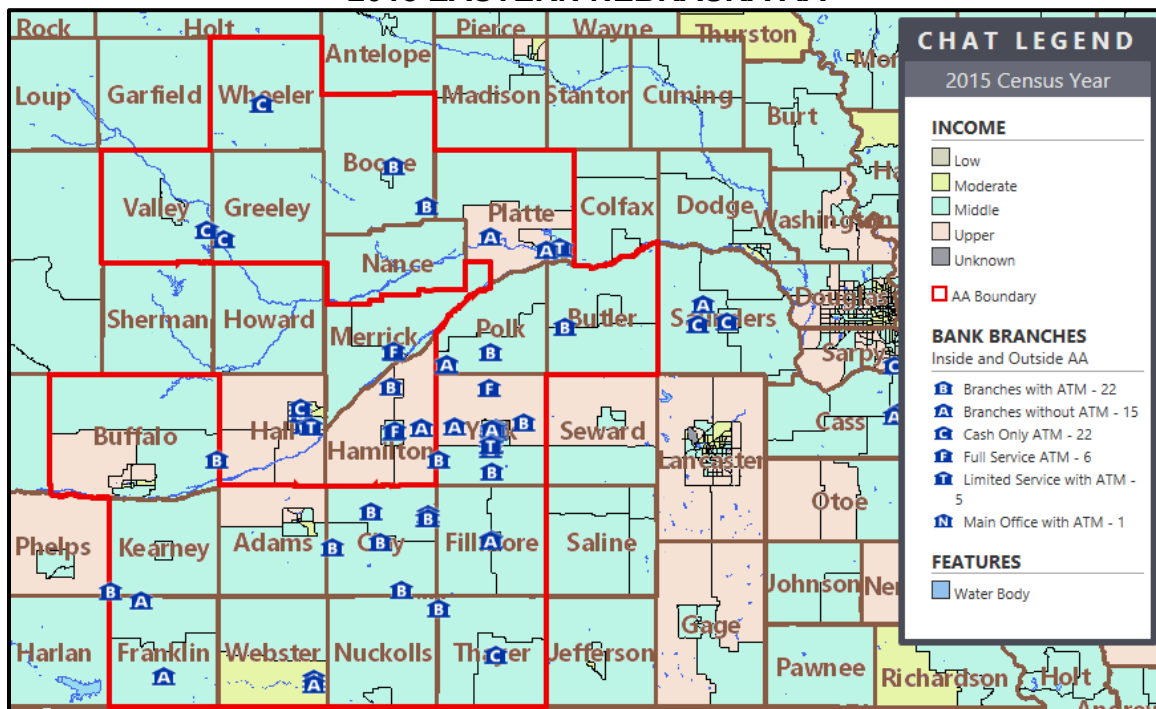 Rock
Holt
Pierce
Wayne
Thurston
Antelope
Loup
Garfield
Wheeler
Madison
Stanton
Cuming
Burt
Boone
Valley
Greeley
Platte
Colfax
Dodge
Washington
Nance
Sherman
Howard
Merrick
Polk
Butler
Saunders
Douglas
Sarpy
Buffalo
Hall
Hamilton
York
Seward
Lancaster
Cass
Otoe
Phelps
Kearney
Adams
Clay
Fillmore
Saline
Johnson
Gage
Harlan
Franklin
Webster
Nuckolls
Thayer
Jefferson
Pawnee
Richardson
Holt
CHAT LEGEND
2015 Census Year
INCOME
Low
Moderate
Middle
Upper
Unknown
AA Boundary
BANK BRANCHES
Inside and Outside AA
B Branches with ATM - 22
A Branches without ATM - 15
C Cash Only ATM - 22
F Full Service ATM - 6
T Limited Service with ATM -
5
N Main Office with ATM - 1
FEATURES
Water Body